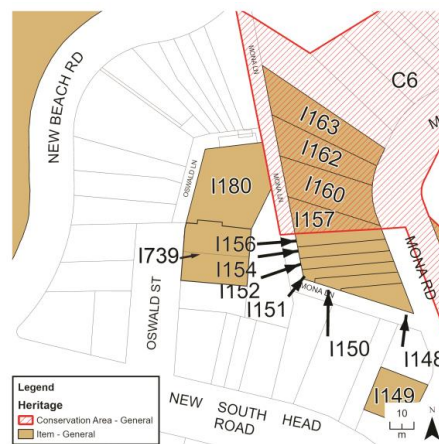 NEW BEACH RD
MONA LN
C6
I163
I162
I160
I157
OSWALD LN
MONA LN
I180
I156
I739
I154
I152
I151
MONA LN
MONA RD
OSWALD ST
I150
I148
I149
NEW SOUTH HEAD
ROAD
Legend
Heritage
Conservation Area - General
Item - General
10
m
N
M